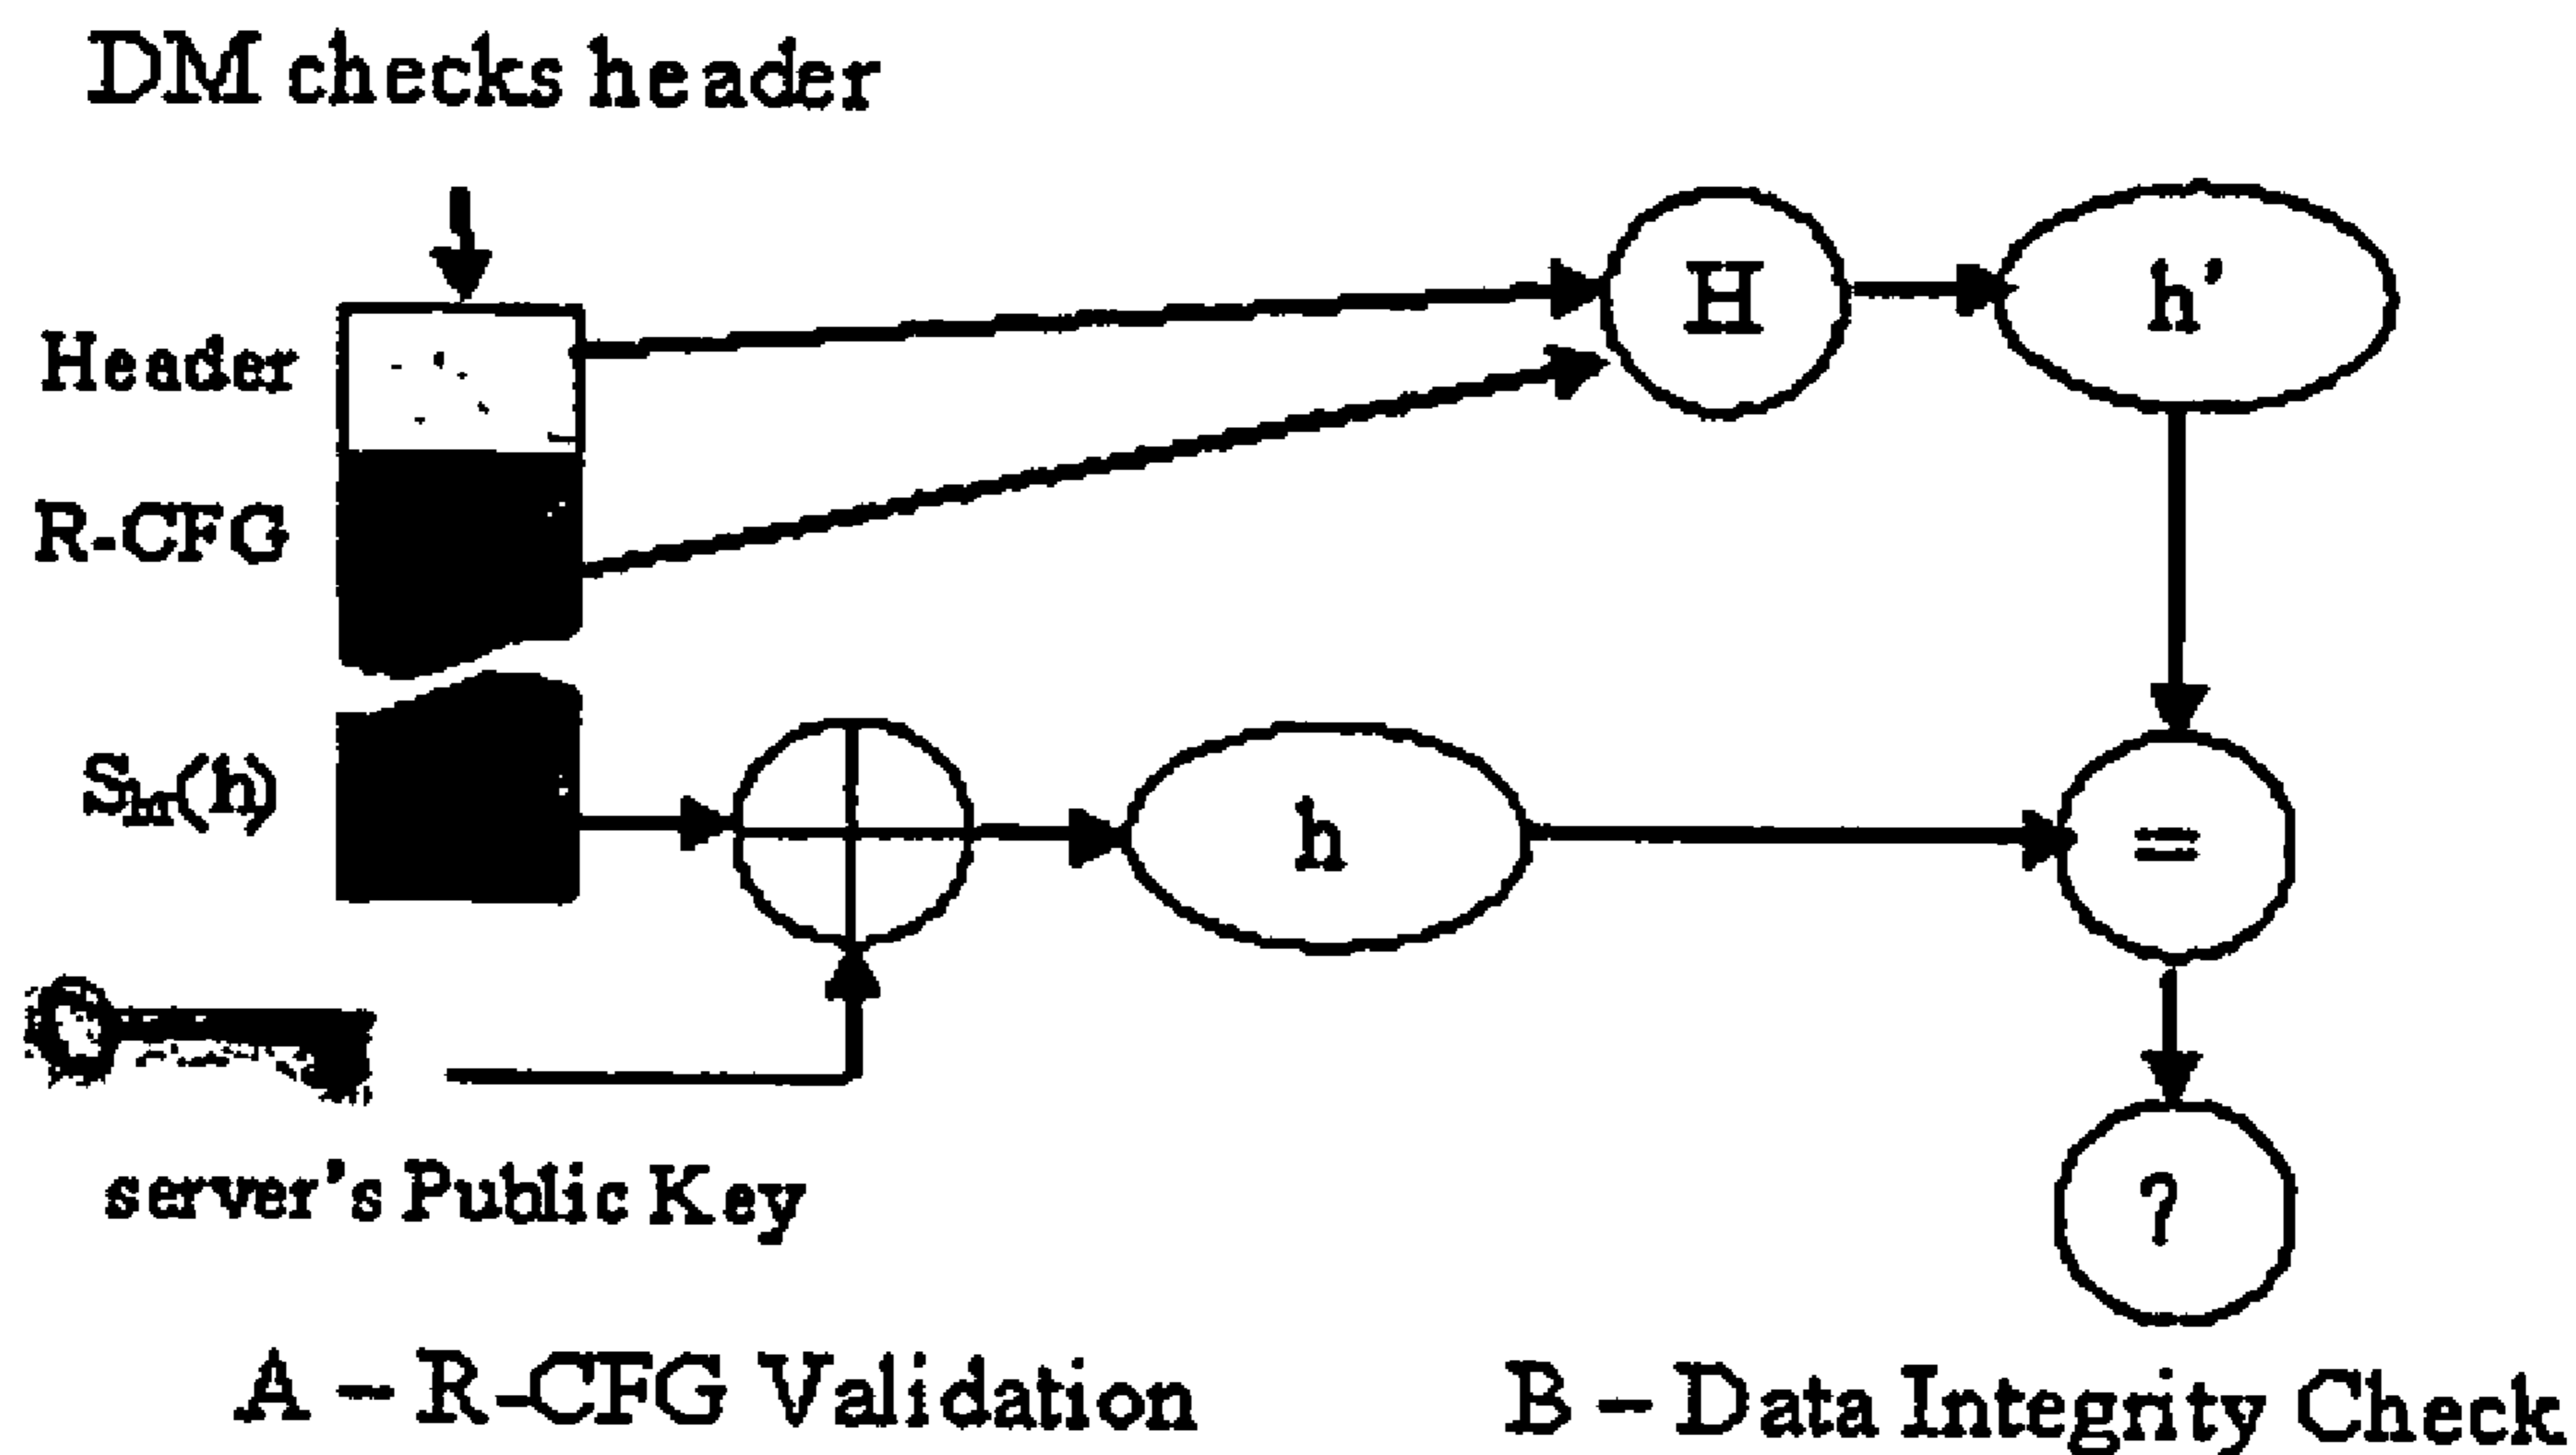 DM checks header
Header
H
h'
R-CFG
S(h)
h
=
?
server's Public Key
A – R-CFG Validation
B – Data Integrity Check